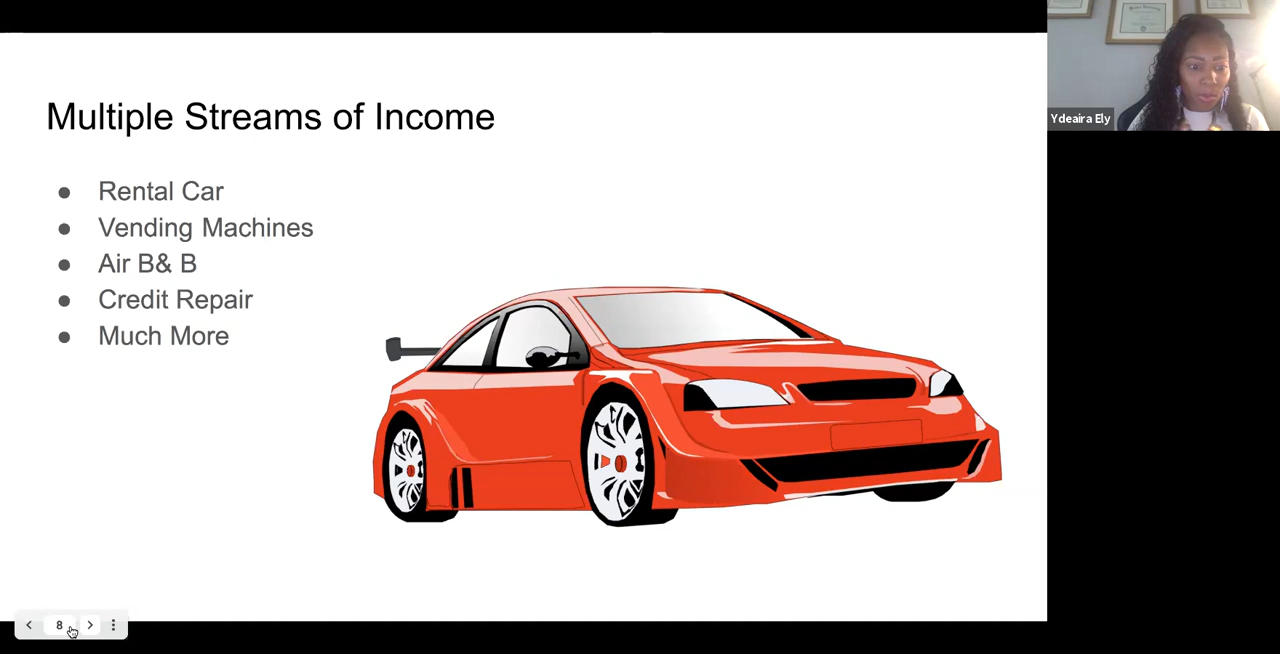 Multiple Streams of Income
Ydeaira Ely
● Rental Car
● Vending Machines
● Air B& B
● Credit Repair
● Much More
8